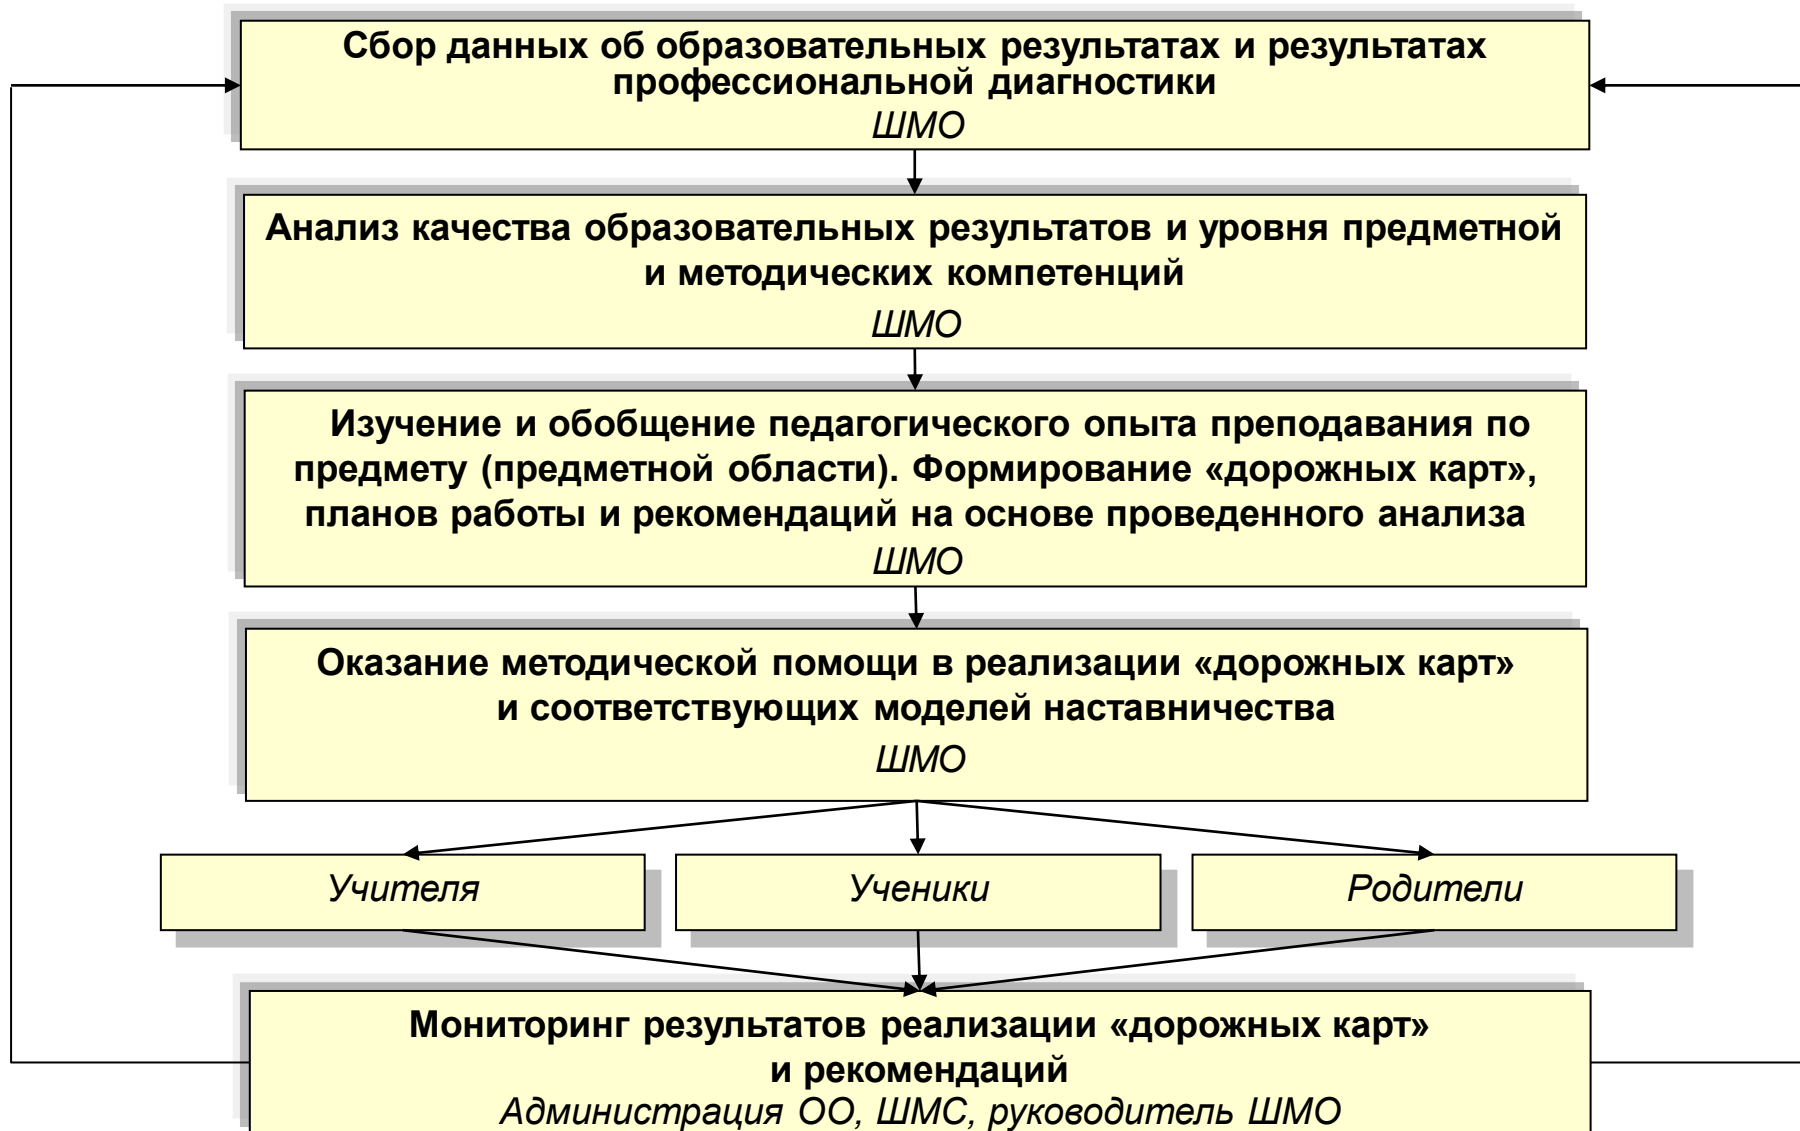 Сбор данных об образовательных результатах и результатах
профессиональной диагностики
ШМО
Анализ качества образовательных результатов и уровня предметной
и методических компетенций
ШМО
Изучение и обобщение педагогического опыта преподавания по
предмету (предметной области). Формирование «дорожных карт»,
планов работы и рекомендаций на основе проведенного анализа
ШМО
Оказание методической помощи в реализации «дорожных карт»
и соответствующих моделей наставничества
ШМО
Учителя
Ученики
Родители
Мониторинг результатов реализации «дорожных карт»
и рекомендаций
Администрация ОО, ШМС, руководитель ШМО